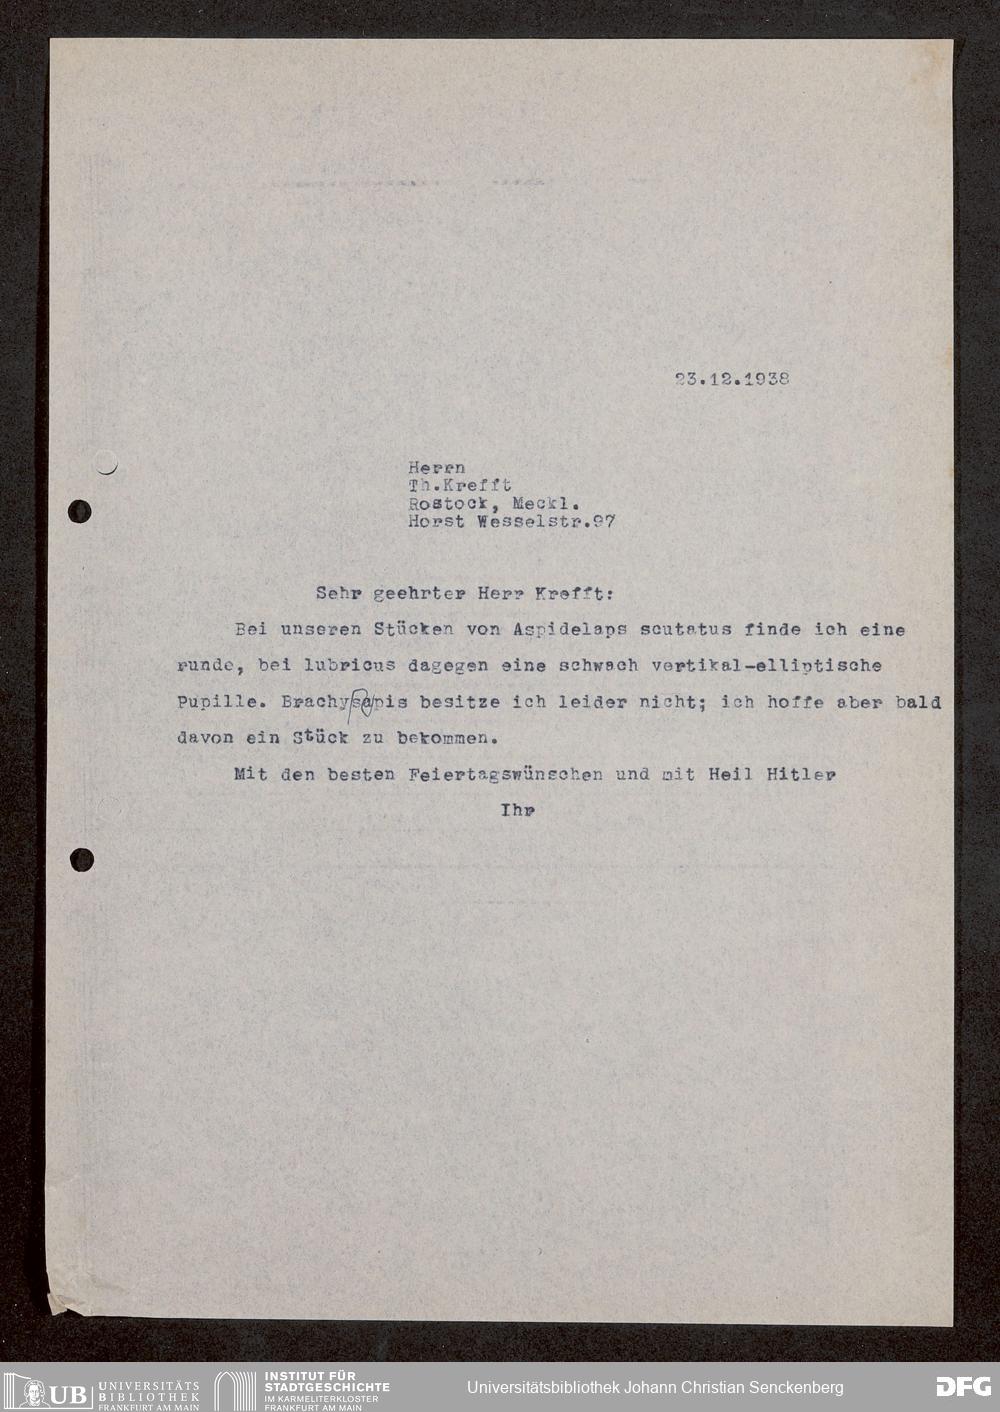 23.12.1938
Herrn
Th.Krefft
Rostock, Meckl.
Horst Wesselstr.97
Sehr geehrter Herr Krefft:
Bei unseren Stücken von Aspidelaps scutatus finde ich eine
runde, bei lubricus dagegen eine schwach vertikal-elliptische
Pupille. Brachysapis besitze ich leider nicht; ich hoffe aber bald
davon ein Stück zu bekommen.
Mit den besten Feiertagswünschen und mit Heil Hitler
Ihr
UB UNIVERSITÄTS
BIBLIOTHEK
FRANKFURT AM MAIN
INSTITUT FÜR
STADTGESCHICHTE
IM KARMELITERKLOSTER
FRANKFURT AM MAIN
Universitätsbibliothek Johann Christian Senckenberg
DFG